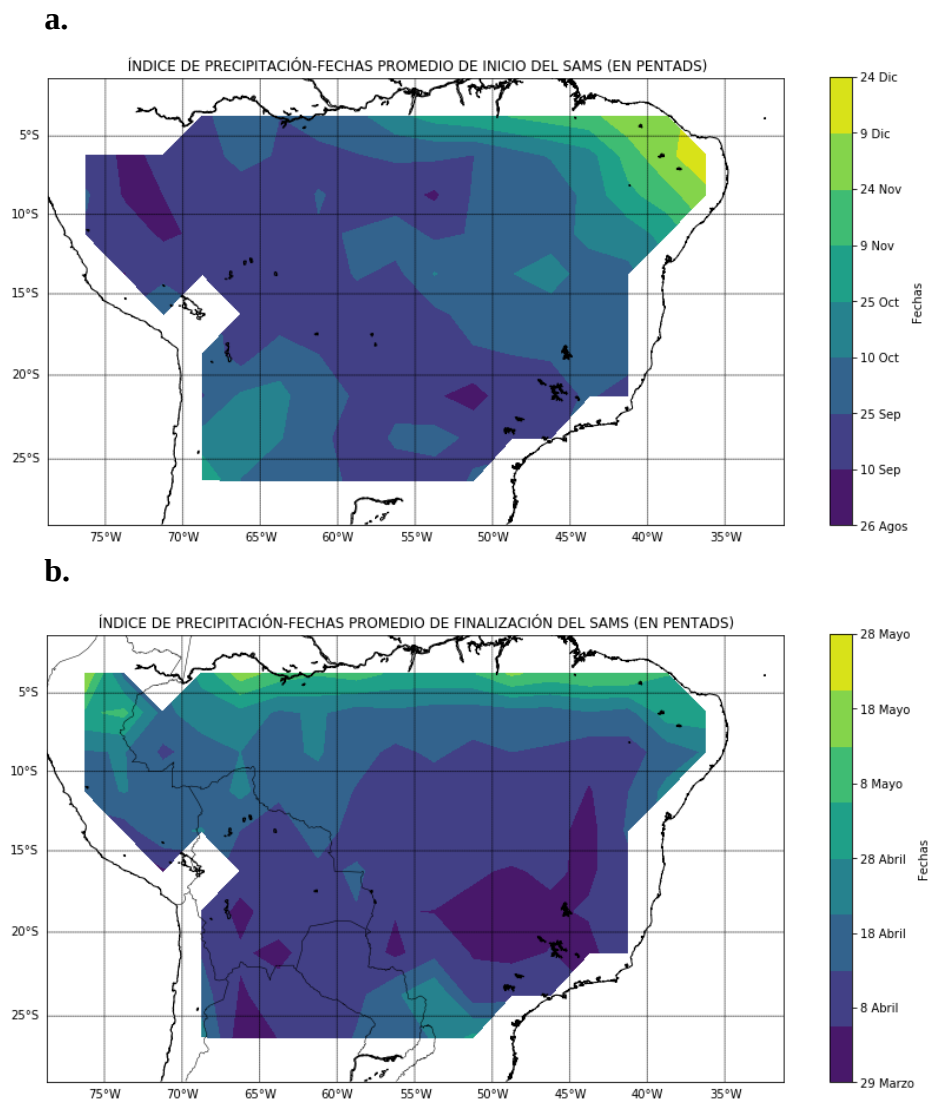 a.
ÍNDICE DE PRECIPITACIÓN-FECHAS PROMEDIO DE INICIO DEL SAMS (EN PENTADS)
5°S
10°S
15°S
20°S
25°S
75°W 70°W 65°W 60°W 55°W 50°W 45°W 40°W 35°W
24 Dic
9 Dic
24 Nov
9 Nov
25 Oct
10 Oct
25 Sep
10 Sep
26 Agos
Fechas
b.
ÍNDICE DE PRECIPITACIÓN-FECHAS PROMEDIO DE FINALIZACIÓN DEL SAMS (EN PENTADS)
5°S
10°S
15°S
20°S
25°S
75°W 70°W 65°W 60°W 55°W 50°W 45°W 40°W 35°W
28 Mayo
18 Mayo
8 Mayo
28 Abril
18 Abril
8 Abril
29 Marzo
Fechas